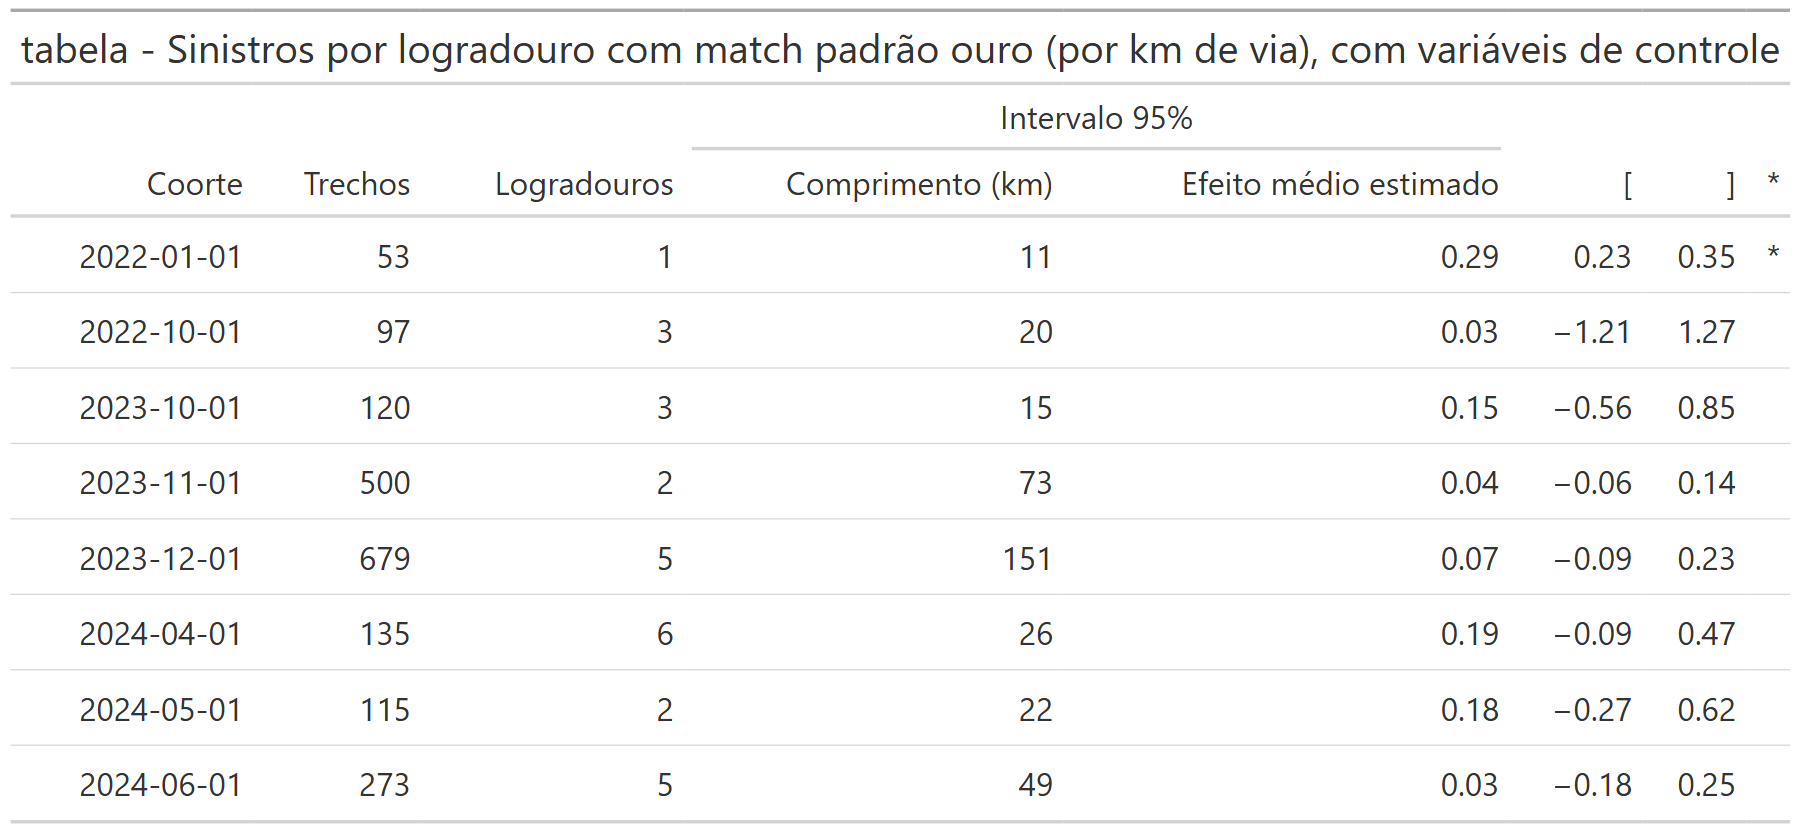 tabela - Sinistros por logradouro com match padrão ouro (por km de via), com variáveis de controle
Intervalo 95%
Coorte Trechos Logradouros Comprimento (km) Efeito médio estimado [ ] *
2022-01-01 53 1 11 0.29 0.23 0.35 *
2022-10-01 97 3 20 0.03 −1.21 1.27
2023-10-01 120 3 15 0.15 −0.56 0.85
2023-11-01 500 2 73 0.04 −0.06 0.14
2023-12-01 679 5 151 0.07 −0.09 0.23
2024-04-01 135 6 26 0.19 −0.09 0.47
2024-05-01 115 2 22 0.18 −0.27 0.62
2024-06-01 273 5 49 0.03 −0.18 0.25